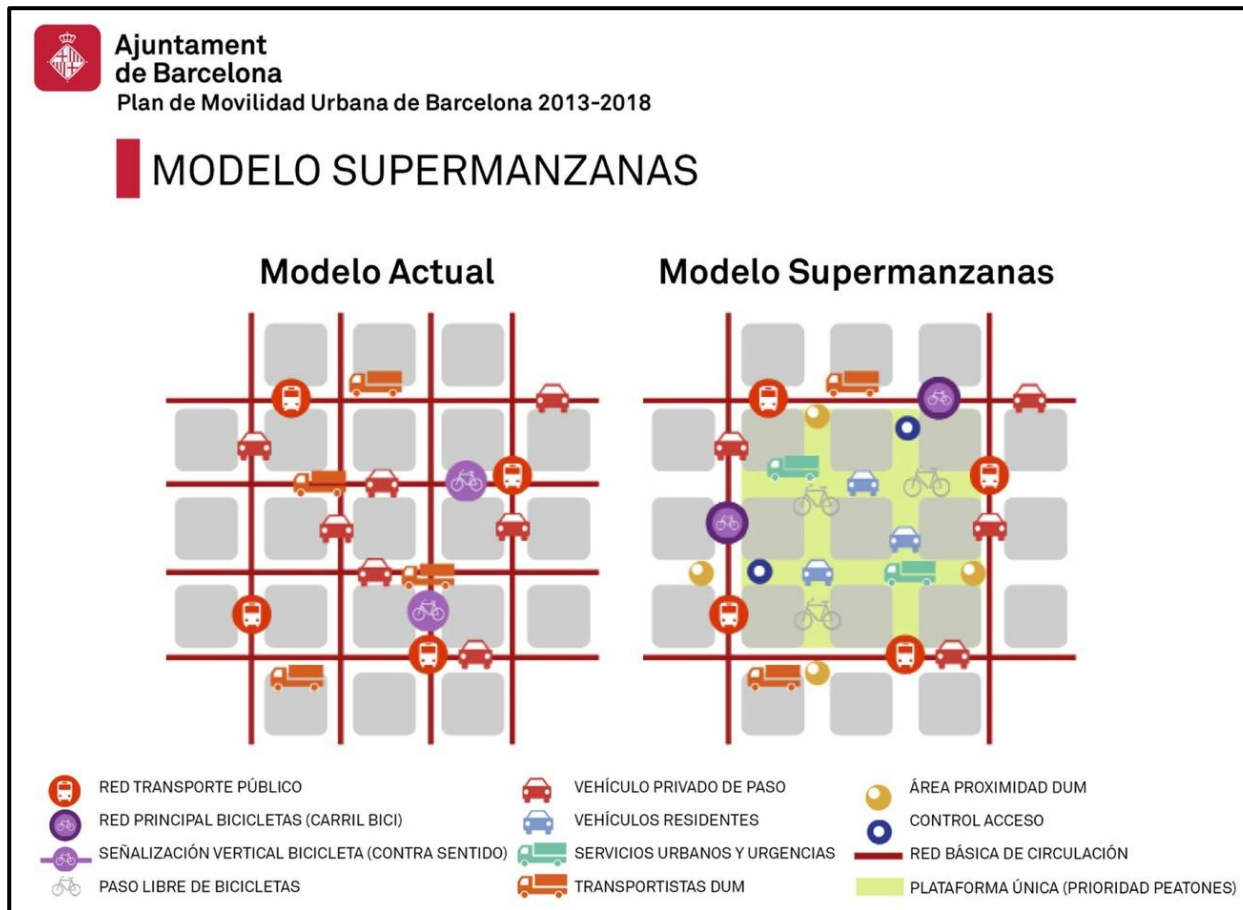 Ajuntament
de Barcelona
Plan de Movilidad Urbana de Barcelona 2013-2018
MODELO SUPERMANZANAS
Modelo Actual
Modelo Supermanzanas
RED TRANSPORTE PÚBLICO
RED PRINCIPAL BICICLETAS (CARRIL BICI)
SEÑALIZACIÓN VERTICAL BICICLETA (CONTRA SENTIDO)
PASO LIBRE DE BICICLETAS
VEHÍCULO PRIVADO DE PASO
VEHÍCULOS RESIDENTES
SERVICIOS URBANOS Y URGENCIAS
TRANSPORTISTAS DUM
ÁREA PROXIMIDAD DUM
CONTROL ACCESO
RED BÁSICA DE CIRCULACIÓN
PLATAFORMA ÚNICA (PRIORIDAD PEATONES)